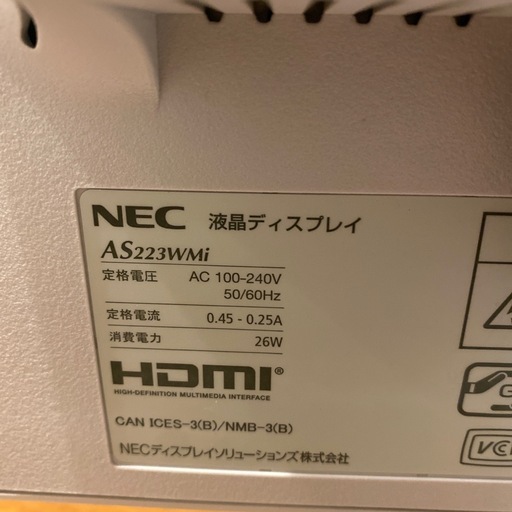 NEC 液晶ディスプレイ
AS223WMi
定格電圧 AC 100-240V
50/60Hz
定格電流 0.45 - 0.25A
消費電力 26W
HDMI®
HIGH-DEFINITION MULTIMEDIA INTERFACE
CAN ICES-3(B)/NMB-3(B)
NECディスプレイソリューションズ株式会社